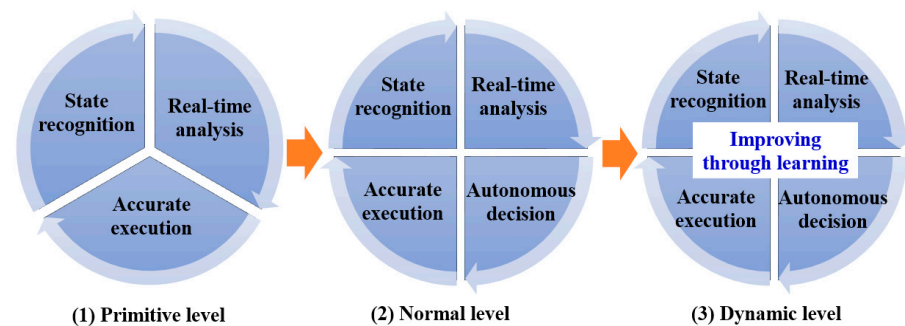 State
recognition
Real-time
analysis
Accurate
execution
(1) Primitive level
State
recognition
Real-time
analysis
Accurate
execution
Autonomous
decision
(2) Normal level
State
recognition
Real-time
analysis
Improving
through learning
Accurate
execution
Autonomous
decision
(3) Dynamic level